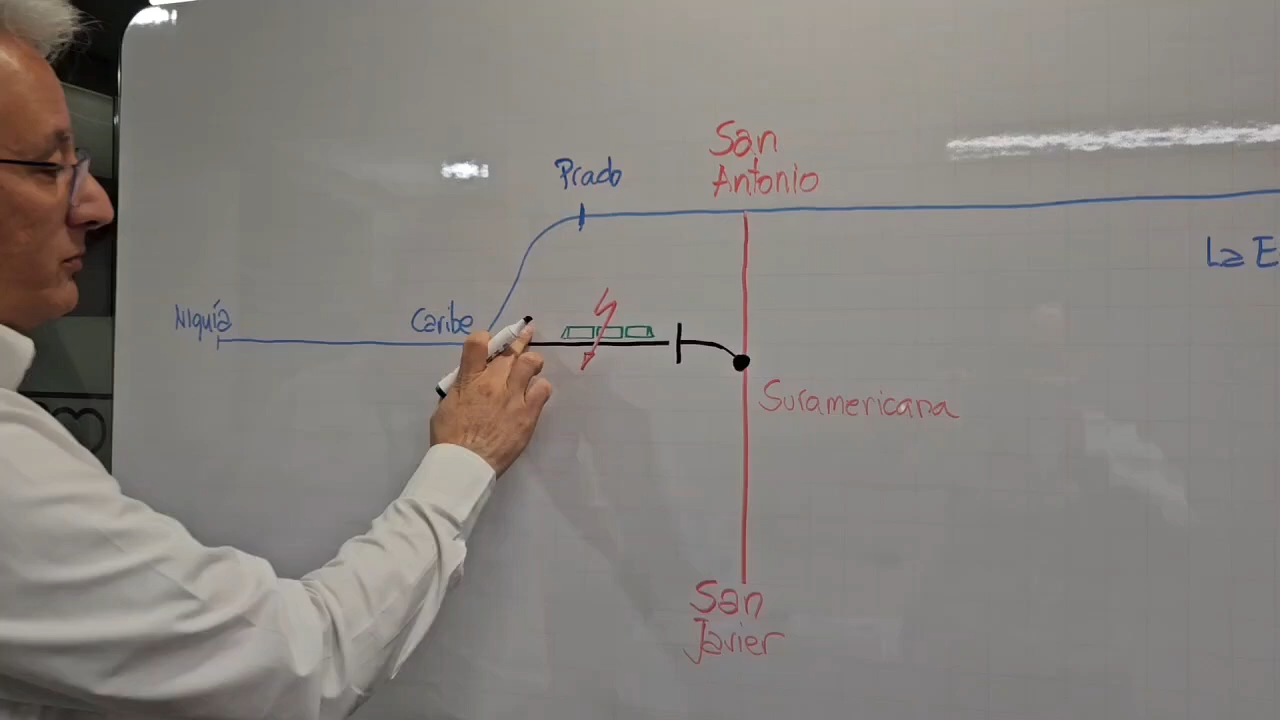 San
Antonio
Prado
La E
Niquía
Caribe
Suramericana
San
Javier